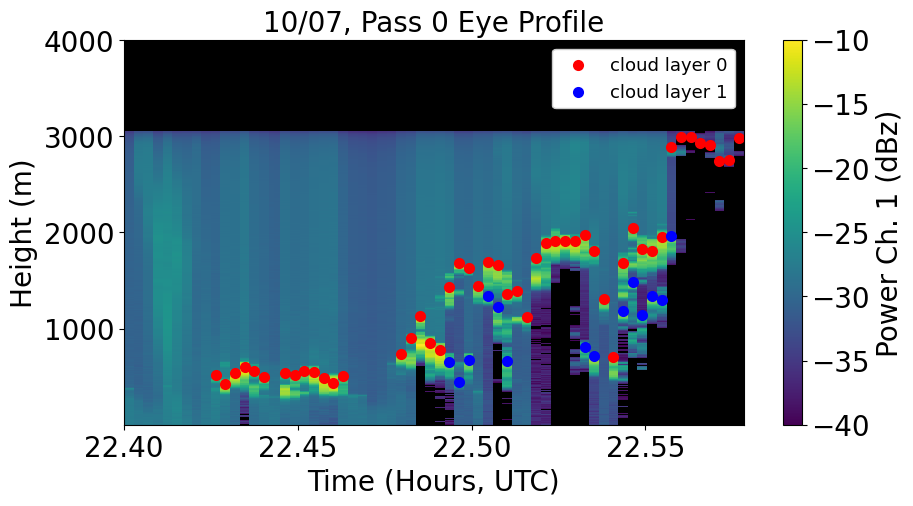 10/07, Pass 0 Eye Profile
4000
3000
2000
1000
Height (m)
22.40
22.45
22.50
22.55
Time (Hours, UTC)
cloud layer 0
cloud layer 1
−10
−15
−20
−25
−30
−35
−40
Power Ch. 1 (dBz)